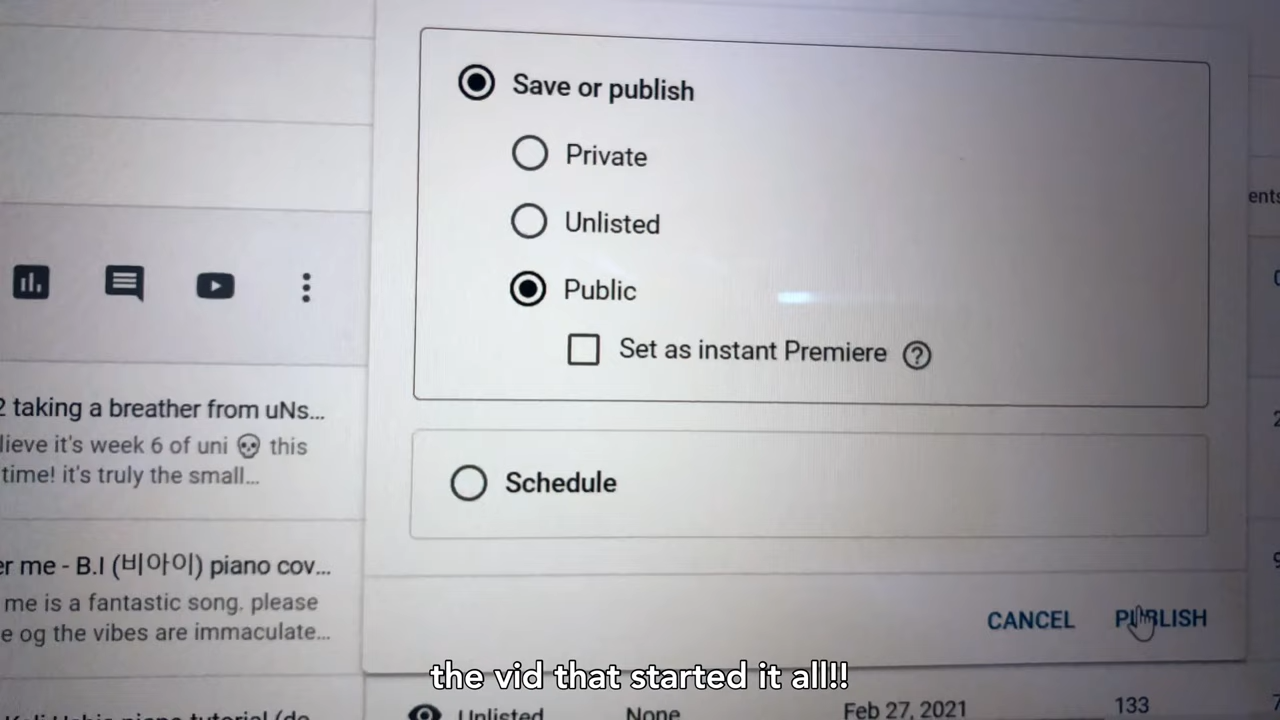 Save or publish
Private
Unlisted
Public
Set as instant Premiere
Schedule
CANCEL
PUBLISH
2 taking a breather from uNs...
lieve it's week 6 of uni 💀 this
time! it's truly the small...
er me - B.I (비아이) piano cov...
me is a fantastic song. please
e og the vibes are immaculate...
ents
Unlisted
None
Feb 27, 2021
133
the vid that started it all!!